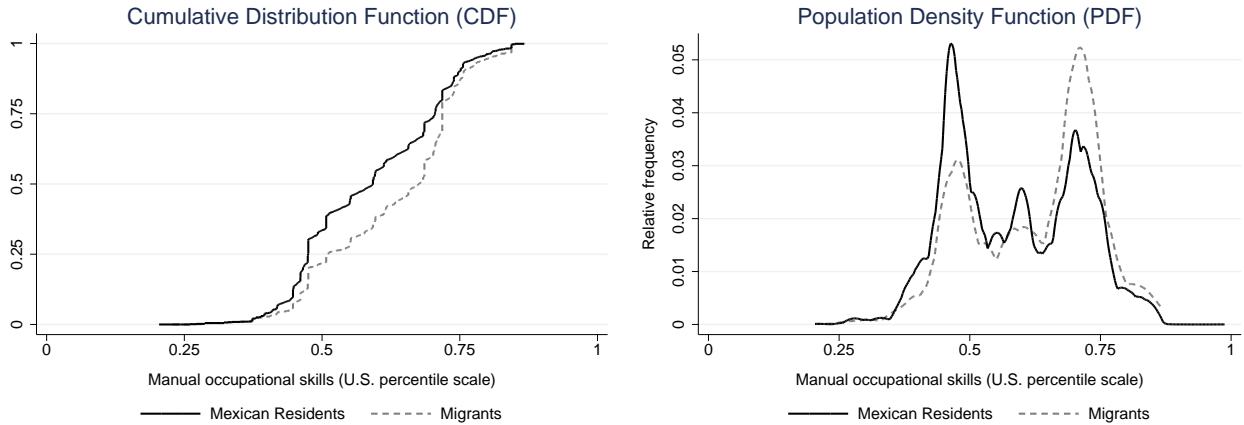 Cumulative Distribution Function (CDF)
1
0.75
0.5
0.25
0
0 0.25 0.5 0.75 1
Manual occupational skills (U.S. percentile scale)
Mexican Residents Migrants
Population Density Function (PDF)
Relative frequency
0.05
0.04
0.03
0.02
0.01
0
0 0.25 0.5 0.75 1
Manual occupational skills (U.S. percentile scale)
Mexican Residents Migrants